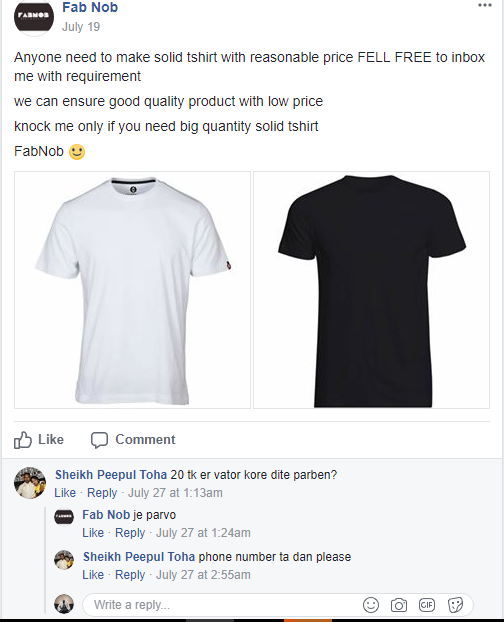 FABNOB
Fab Nob
July 19
Anyone need to make solid tshirt with reasonable price FELL FREE to inbox
me with requirement
we can ensure good quality product with low price
knock me only if you need big quantity solid tshirt
FabNob
Like Comment
Sheikh Peepul Toha 20 tk er vator kore dite parben?
Like · Reply · July 27 at 1:13am
Fab Nob je parvo
Like · Reply · July 27 at 1:24am
Sheikh Peepul Toha phone number ta dan please
Like · Reply · July 27 at 2:55am
Write a reply...
GIF